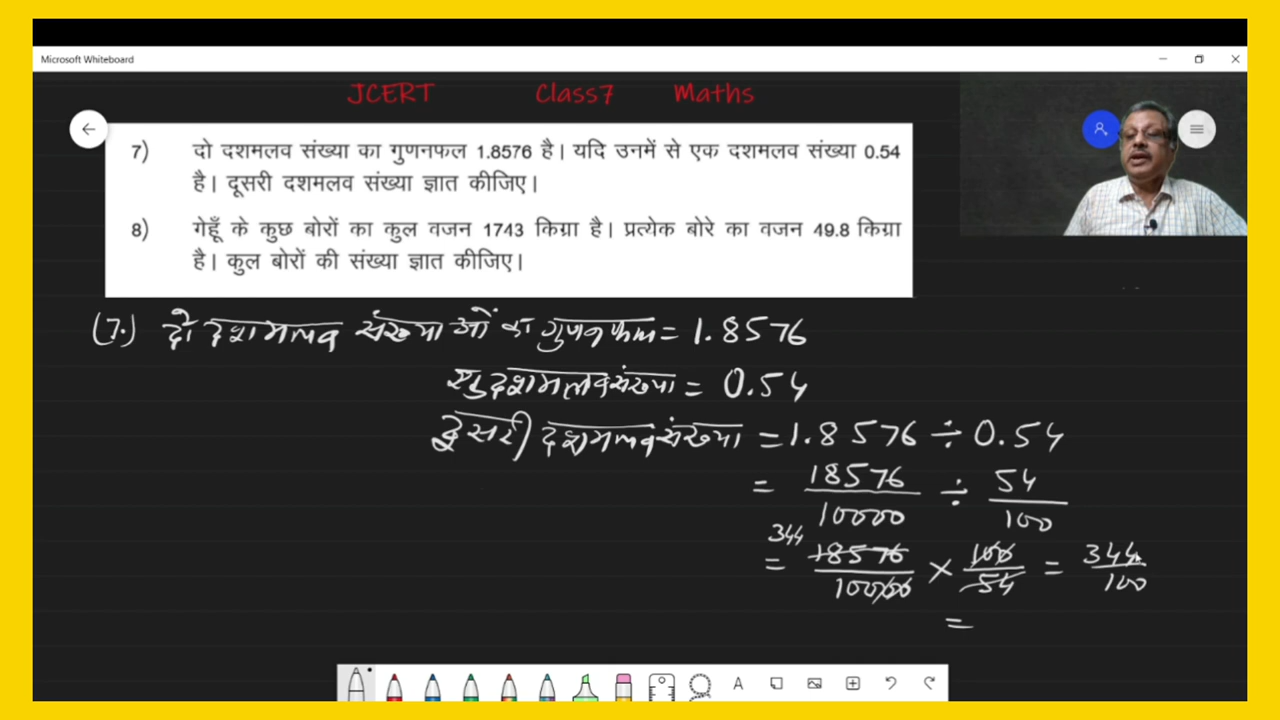 Microsoft Whiteboard
JCERT Class7 Maths
7) दो दशमलव संख्या का गुणनफल 1.8576 है। यदि उनमें से एक दशमलव संख्या 0.54
है। दूसरी दशमलव संख्या ज्ञात कीजिए।
8) गेहूँ के कुछ बोरों का कुल वजन 1743 किग्रा है। प्रत्येक बोरे का वजन 49.8 किग्रा
है। कुल बोरों की संख्या ज्ञात कीजिए।
(7.) दो दशमलव संख्याओं का गुणनफल = 1.8576
एक दशमलव संख्या = 0.54
दुसरी दशमलव संख्या = 1.8576 ÷ 0.54
= 18576/10000 ÷ 54/100
344
= 18576/10000 × 100/54 = 344/100
=
A